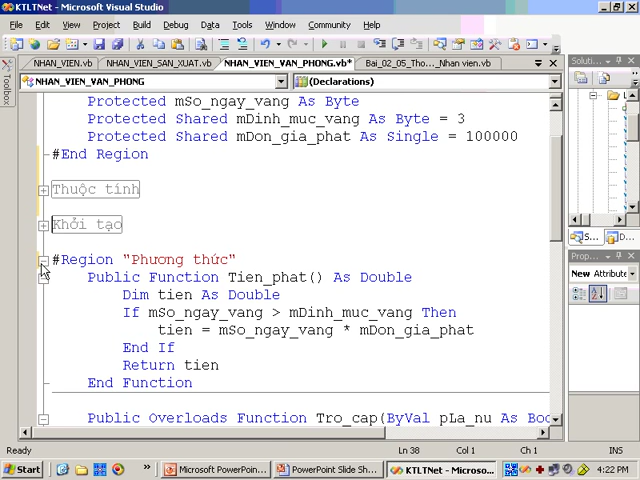 KTLTNet - Microsoft Visual Studio
File Edit View Project Build Debug Data Tools Window Community Help
NHAN_VIEN.vb NHAN_VIEN_SAN_XUAT.vb NHAN_VIEN_VAN_PHONG.vb* Bai_02_05_Tho..._Nhan vien.vb
Toolbox
NHAN_VIEN_VAN_PHONG (Declarations)
Protected mSo_ngay_vang As Byte
Protected Shared mDinh_muc_vang As Byte = 3
Protected Shared mDon_gia_phat As Single = 100000
#End Region
Thuộc tính
Khởi tạo
#Region "Phương thức"
Public Function Tien_phat() As Double
Dim tien As Double
If mSo_ngay_vang > mDinh_muc_vang Then
tien = mSo_ngay_vang * mDon_gia_phat
End If
Return tien
End Function
Public Overloads Function Tro_cap(ByVal pLa_nu As Boo
Solutio...
S... D...
Prop...
New Attribute
Ready Ln 38 Col 1 Ch 1 INS
Start Microsoft PowerPoin... PowerPoint Slide Sh... KTLTNet - Microso... 4:22 PM